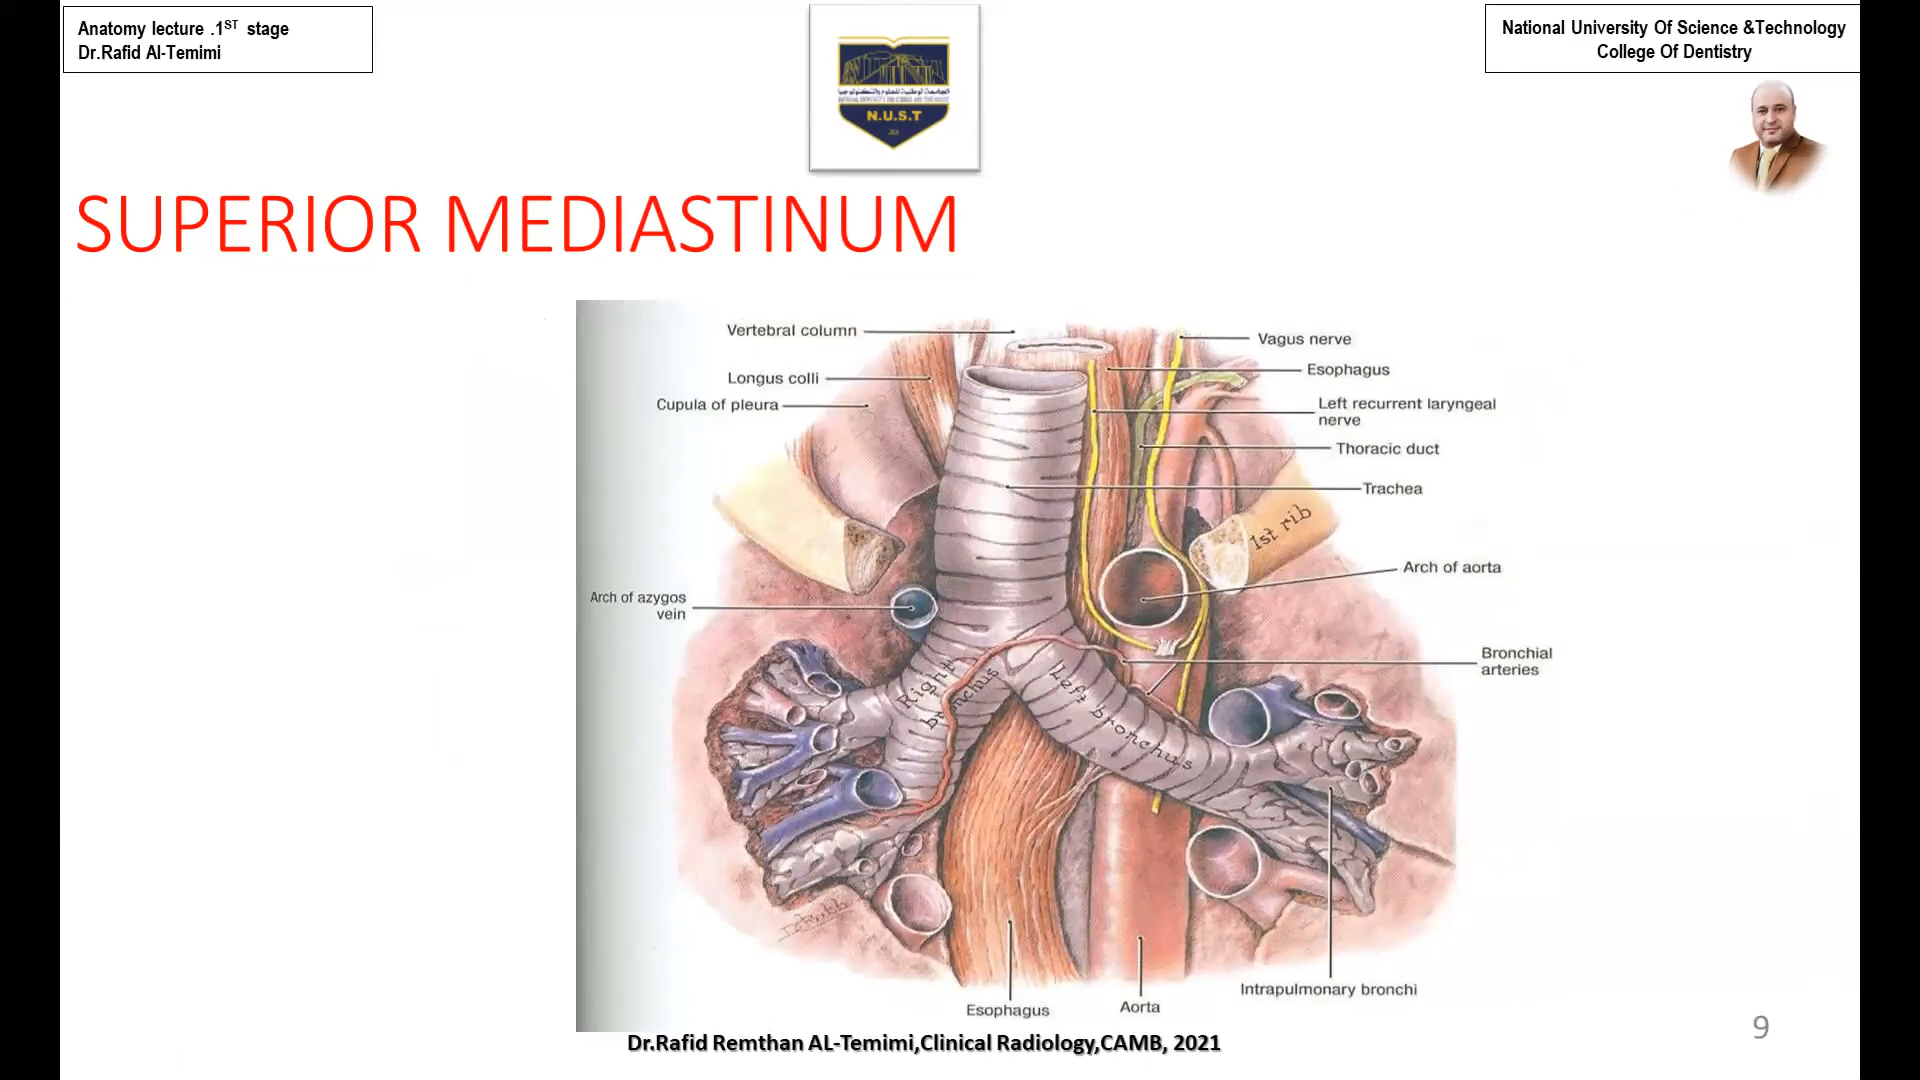 Anatomy lecture .1ST stage
Dr.Rafid Al-Temimi
N.U.S.T
National University Of Science &Technology
College Of Dentistry
SUPERIOR MEDIASTINUM
Vertebral column
Vagus nerve
Longus colli
Esophagus
Cupula of pleura
Left recurrent laryngeal
nerve
Thoracic duct
Trachea
1st rib
Arch of aorta
Arch of azygos
vein
Bronchial
arteries
Right
bronchus
Left bronchus
Intrapulmonary bronchi
Esophagus
Aorta
Dr.Rafid Remthan AL-Temimi,Clinical Radiology,CAMB, 2021
9